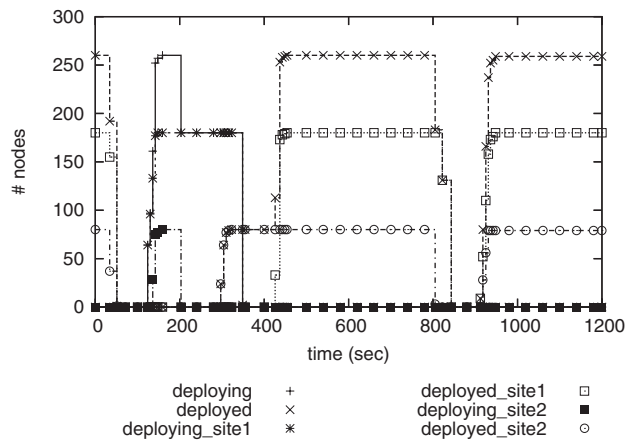 300
250
200
150
100
50
0
# nodes
0 200 400 600 800 1000 1200
time (sec)
deploying deployed_site1
deployed deploying_site2
deploying_site1 deployed_site2